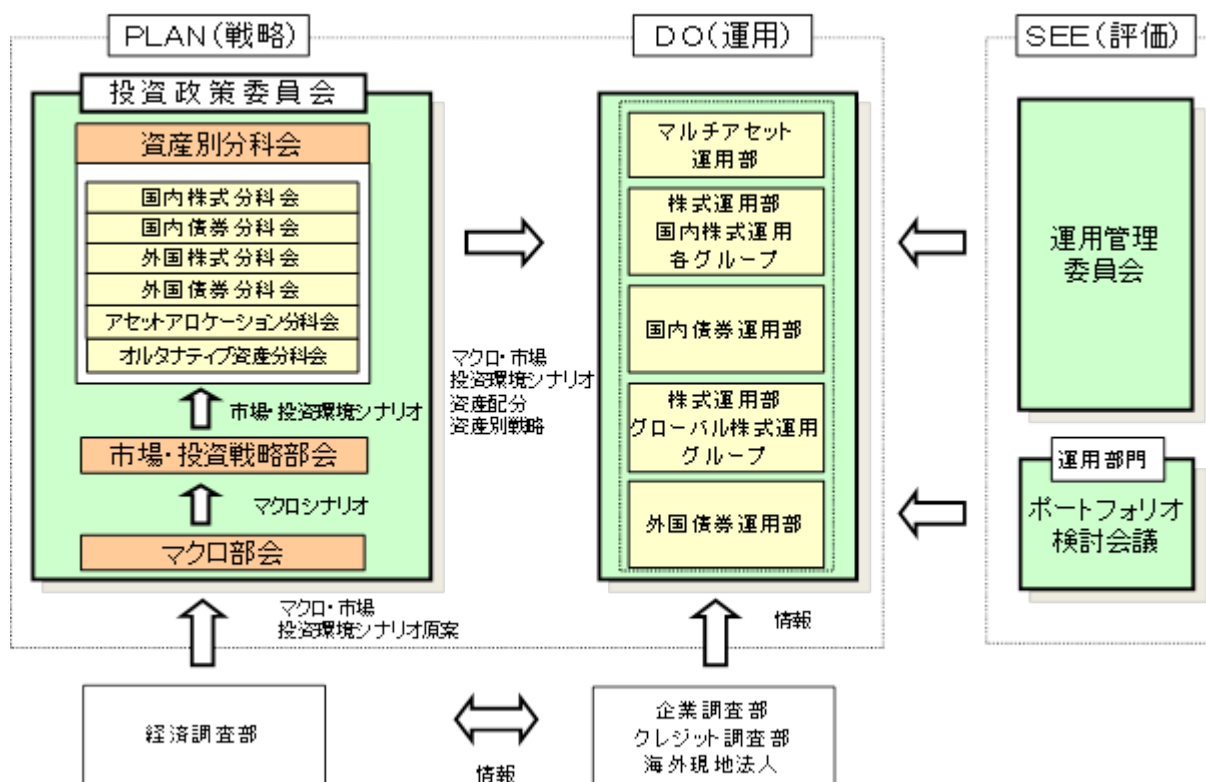 PLAN(戦略)
投資政策委員会
資産別分科会
国内株式分科会
国内債券分科会
外国株式分科会
外国債券分科会
アセットアロケーション分科会
オルタナティブ資産分科会
市場・投資環境シナリオ
市場・投資戦略部会
マクロシナリオ
マクロ部会
マクロ・市場
投資環境シナリオ原案
経済調査部
マクロ・市場
投資環境シナリオ
資産配分
資産別戦略
情報
DO(運用)
マルチアセット
運用部
株式運用部
国内株式運用
各グループ
国内債券運用部
株式運用部
グローバル株式運用
グループ
外国債券運用部
情報
企業調査部
クレジット調査部
海外現地法人
SEE(評価)
運用管理
委員会
運用部門
ポートフォリオ
検討会議